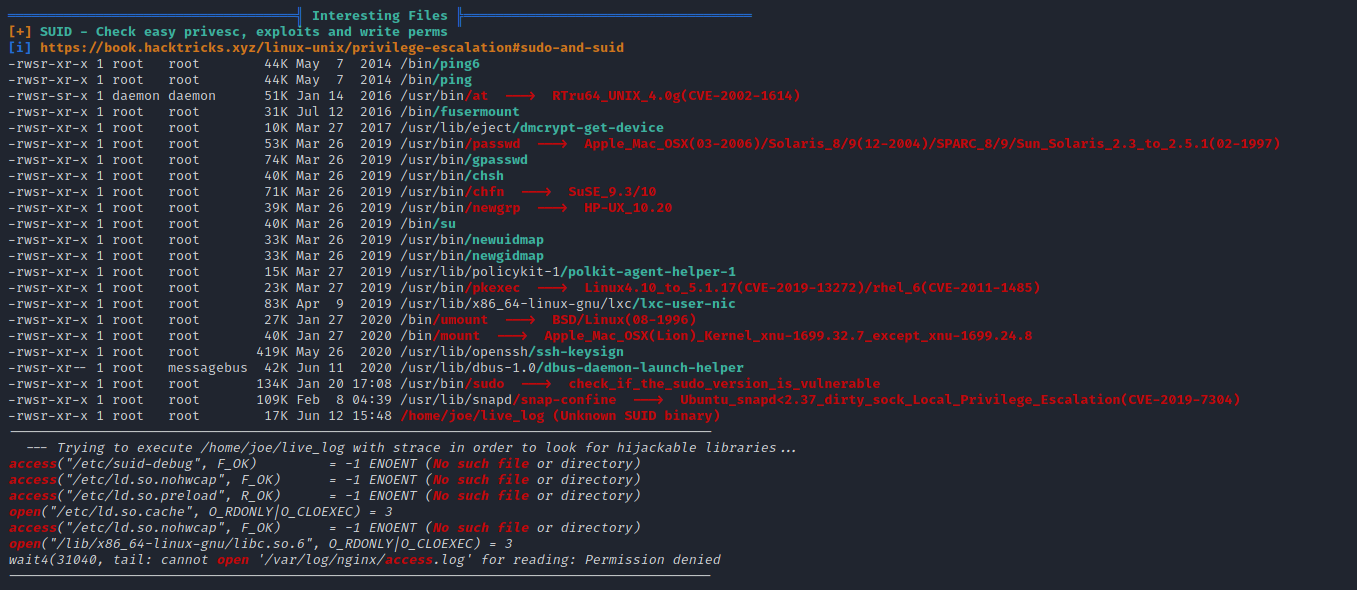 Interesting Files
[+] SUID - Check easy privesc, exploits and write perms
[i] https://book.hacktricks.xyz/linux-unix/privilege-escalation#sudo-and-suid
-rwsr-xr-x 1 root   root        44K May  7  2014 /bin/ping6
-rwsr-xr-x 1 root   root        44K May  7  2014 /bin/ping
-rwsr-sr-x 1 daemon daemon      51K Jan 14  2016 /usr/bin/at  --->  RTru64_UNIX_4.0g(CVE-2002-1614)
-rwsr-xr-x 1 root   root        31K Jul 12  2016 /bin/fusermount
-rwsr-xr-x 1 root   root        10K Mar 27  2017 /usr/lib/eject/dmcrypt-get-device
-rwsr-xr-x 1 root   root        53K Mar 26  2019 /usr/bin/passwd  --->  Apple_Mac_OSX(03-2006)/Solaris_8/9(12-2004)/SPARC_8/9/Sun_Solaris_2.3_to_2.5.1(02-1997)
-rwsr-xr-x 1 root   root        74K Mar 26  2019 /usr/bin/gpasswd
-rwsr-xr-x 1 root   root        40K Mar 26  2019 /usr/bin/chsh
-rwsr-xr-x 1 root   root        71K Mar 26  2019 /usr/bin/chfn  --->  SuSE_9.3/10
-rwsr-xr-x 1 root   root        39K Mar 26  2019 /usr/bin/newgrp  --->  HP-UX_10.20
-rwsr-xr-x 1 root   root        40K Mar 26  2019 /bin/su
-rwsr-xr-x 1 root   root        33K Mar 26  2019 /usr/bin/newuidmap
-rwsr-xr-x 1 root   root        33K Mar 26  2019 /usr/bin/newgidmap
-rwsr-xr-x 1 root   root        15K Mar 27  2019 /usr/lib/policykit-1/polkit-agent-helper-1
-rwsr-xr-x 1 root   root        23K Mar 27  2019 /usr/bin/pkexec  --->  Linux4.10_to_5.1.17(CVE-2019-13272)/rhel_6(CVE-2011-1485)
-rwsr-xr-x 1 root   root        83K Apr  9  2019 /usr/lib/x86_64-linux-gnu/lxc/lxc-user-nic
-rwsr-xr-x 1 root   root        27K Jan 27  2020 /bin/umount  --->  BSD/Linux(08-1996)
-rwsr-xr-x 1 root   root        40K Jan 27  2020 /bin/mount  --->  Apple_Mac_OSX(Lion)_Kernel_xnu-1699.32.7_except_xnu-1699.24.8
-rwsr-xr-x 1 root   root       419K May 26  2020 /usr/lib/openssh/ssh-keysign
-rwsr-xr-- 1 root   messagebus  42K Jun 11  2020 /usr/lib/dbus-1.0/dbus-daemon-launch-helper
-rwsr-xr-x 1 root   root       134K Jan 20 17:08 /usr/bin/sudo  --->  check_if_the_sudo_version_is_vulnerable
-rwsr-xr-x 1 root   root       109K Feb  8 04:39 /usr/lib/snapd/snap-confine  --->  Ubuntu_snapd<2.37_dirty_sock_Local_Privilege_Escalation(CVE-2019-7304)
-rwsr-xr-x 1 root   root        17K Jun 12 15:48 /home/joe/live_log (Unknown SUID binary)
--- Trying to execute /home/joe/live_log with strace in order to look for hijackable libraries...
access("/etc/suid-debug", F_OK)         = -1 ENOENT (No such file or directory)
access("/etc/ld.so.nohwcap", F_OK)      = -1 ENOENT (No such file or directory)
access("/etc/ld.so.preload", R_OK)      = -1 ENOENT (No such file or directory)
open("/etc/ld.so.cache", O_RDONLY|O_CLOEXEC) = 3
access("/etc/ld.so.nohwcap", F_OK)      = -1 ENOENT (No such file or directory)
open("/lib/x86_64-linux-gnu/libc.so.6", O_RDONLY|O_CLOEXEC) = 3
wait4(31040, tail: cannot open '/var/log/nginx/access.log' for reading: Permission denied